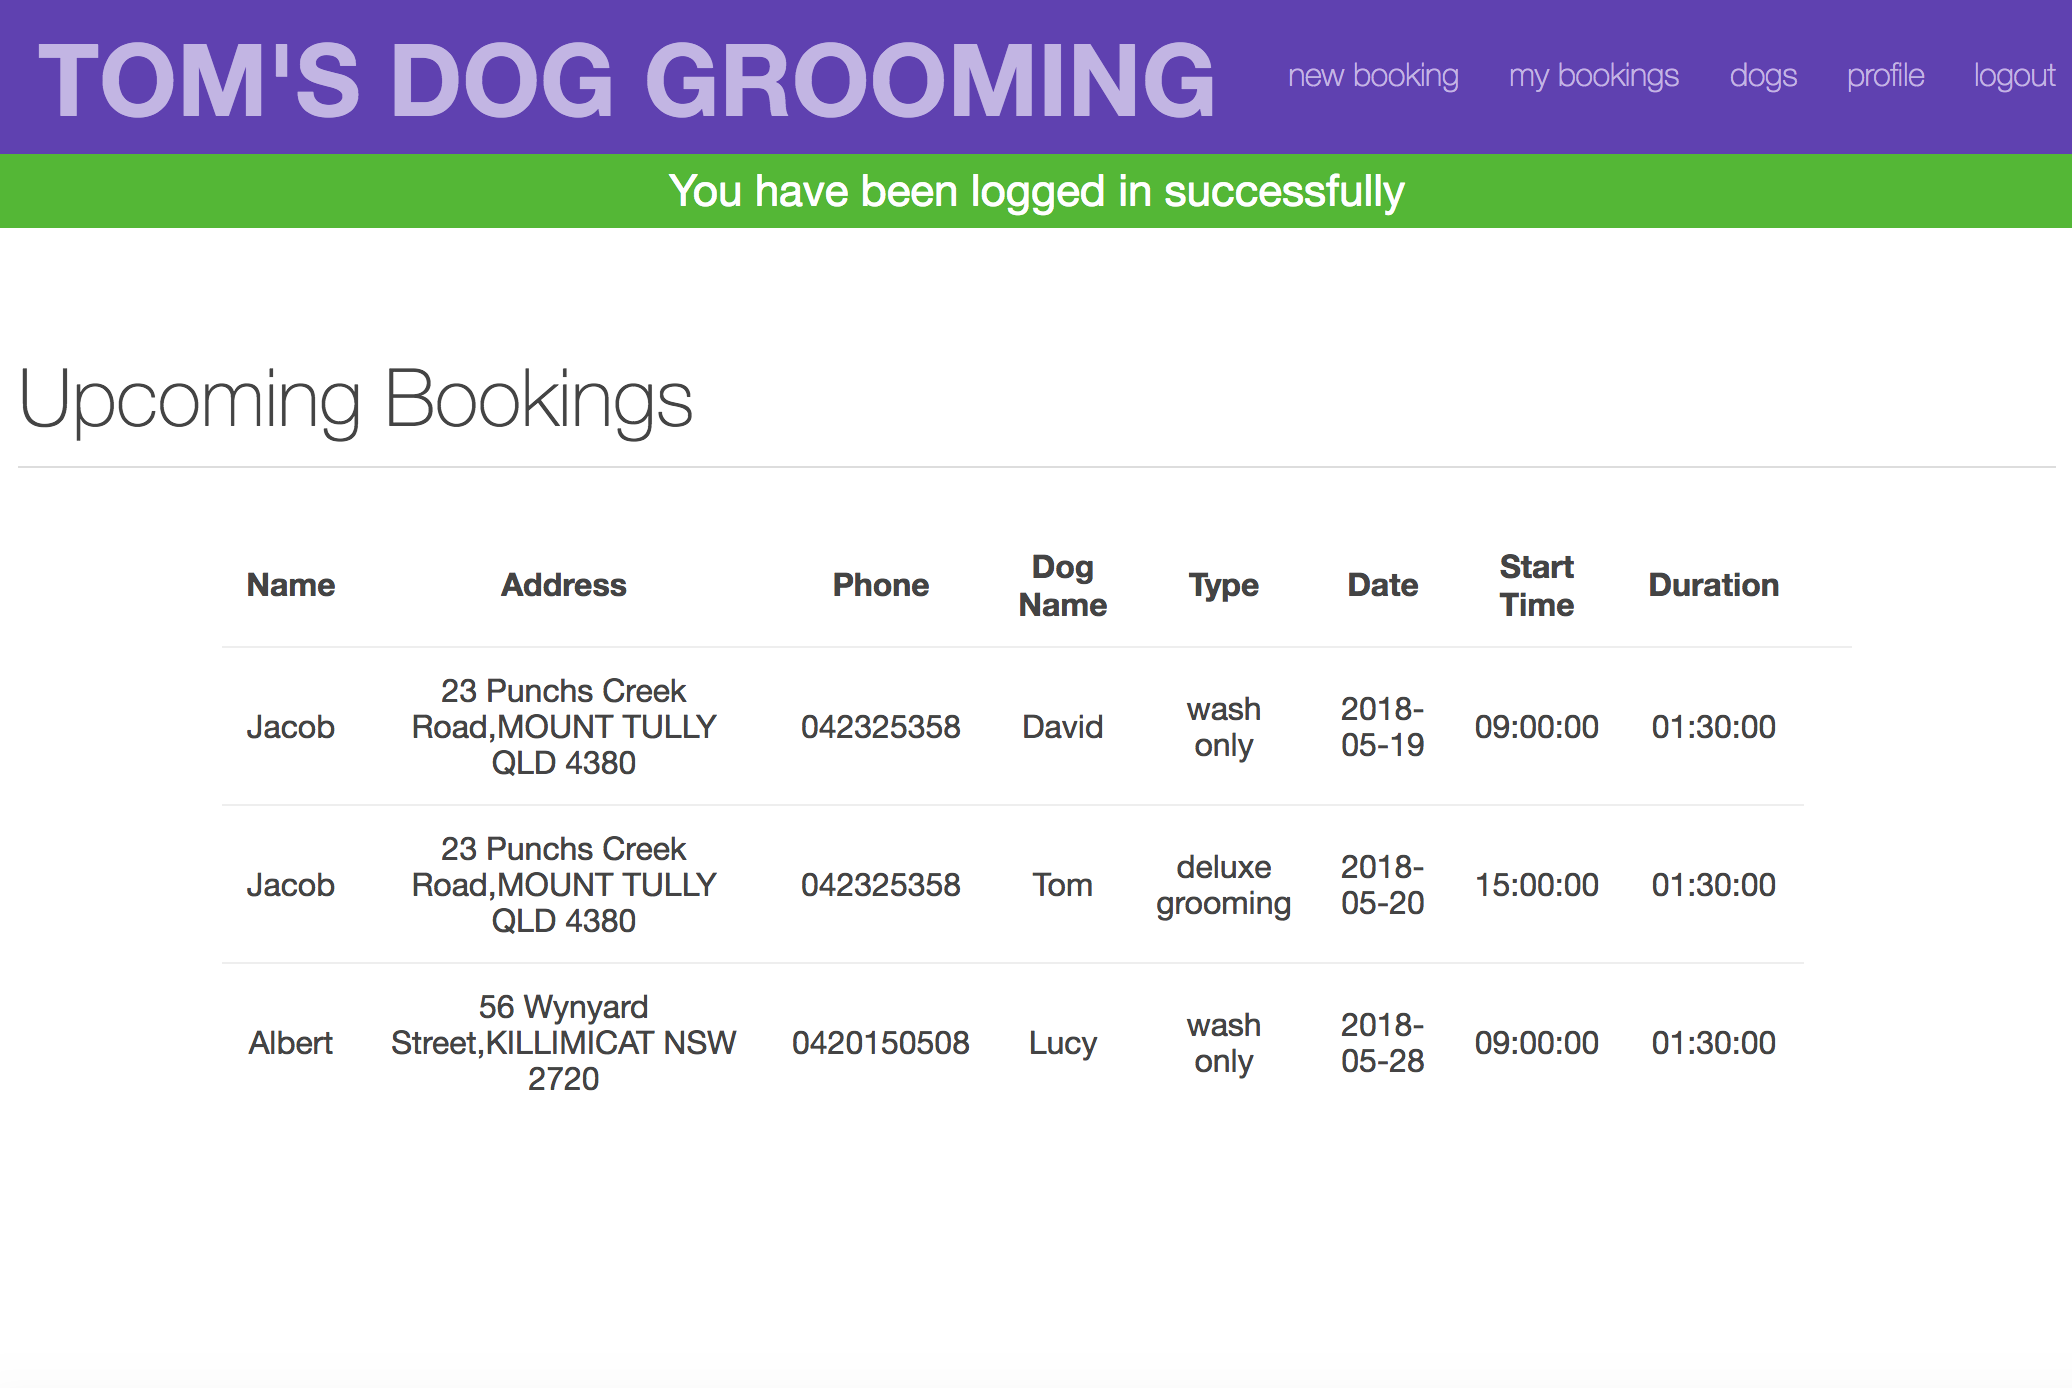 TOM'S DOG GROOMING
new booking my bookings dogs profile logout
You have been logged in successfully
Upcoming Bookings
Name Address Phone Dog Name Type Date Start Time Duration
Jacob 23 Punchs Creek Road,MOUNT TULLY QLD 4380 042325358 David wash only 2018-05-19 09:00:00 01:30:00
Jacob 23 Punchs Creek Road,MOUNT TULLY QLD 4380 042325358 Tom deluxe grooming 2018-05-20 15:00:00 01:30:00
Albert 56 Wynyard Street,KILLIMICAT NSW 2720 0420150508 Lucy wash only 2018-05-28 09:00:00 01:30:00